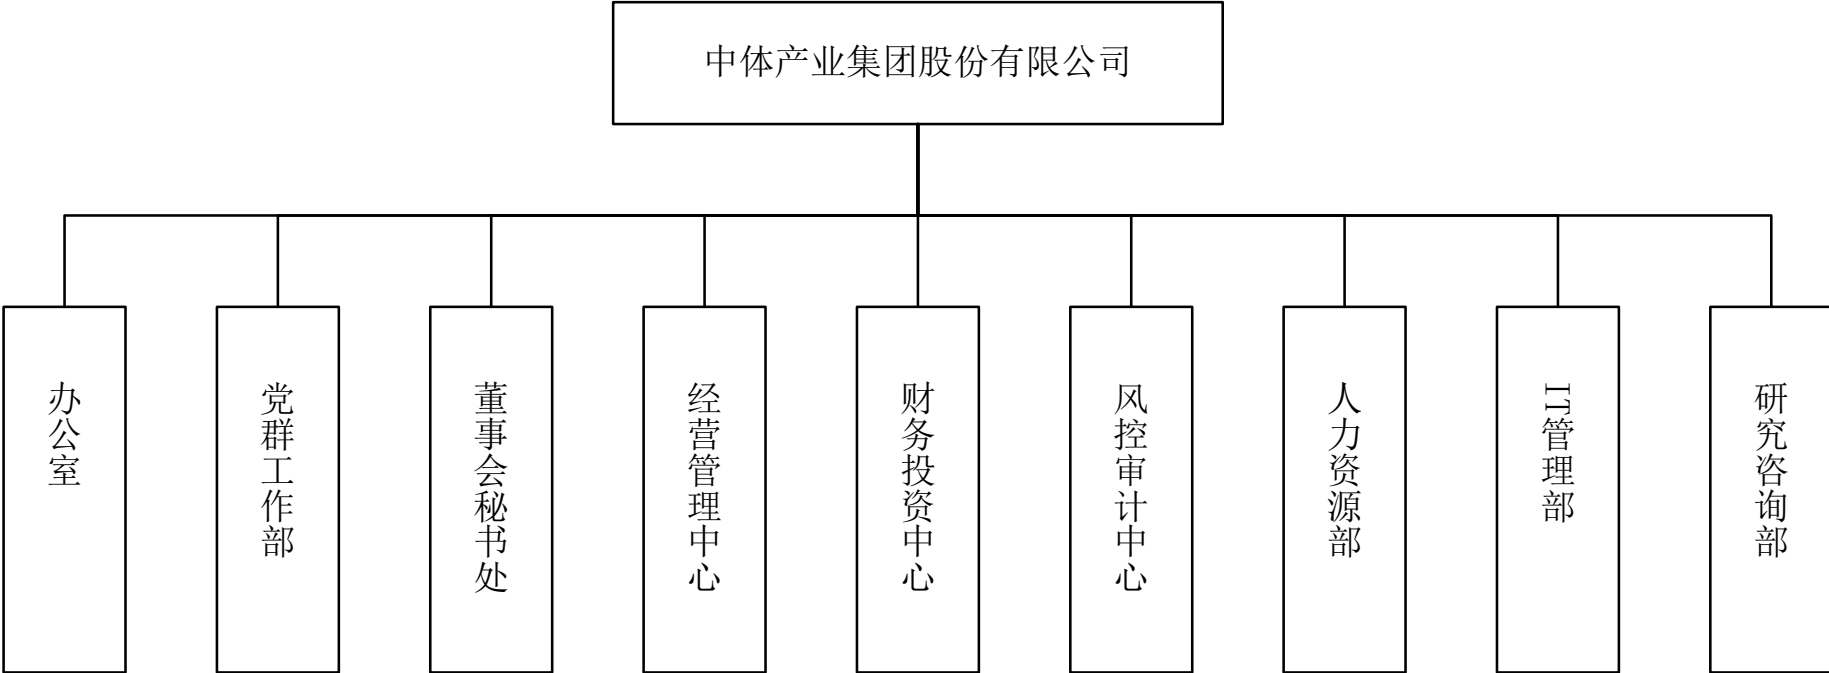 中体产业集团股份有限公司
办公室
党群工作部
董事会秘书处
经营管理中心
财务投资中心
风控审计中心
人力资源部
IT管理部
研究咨询部